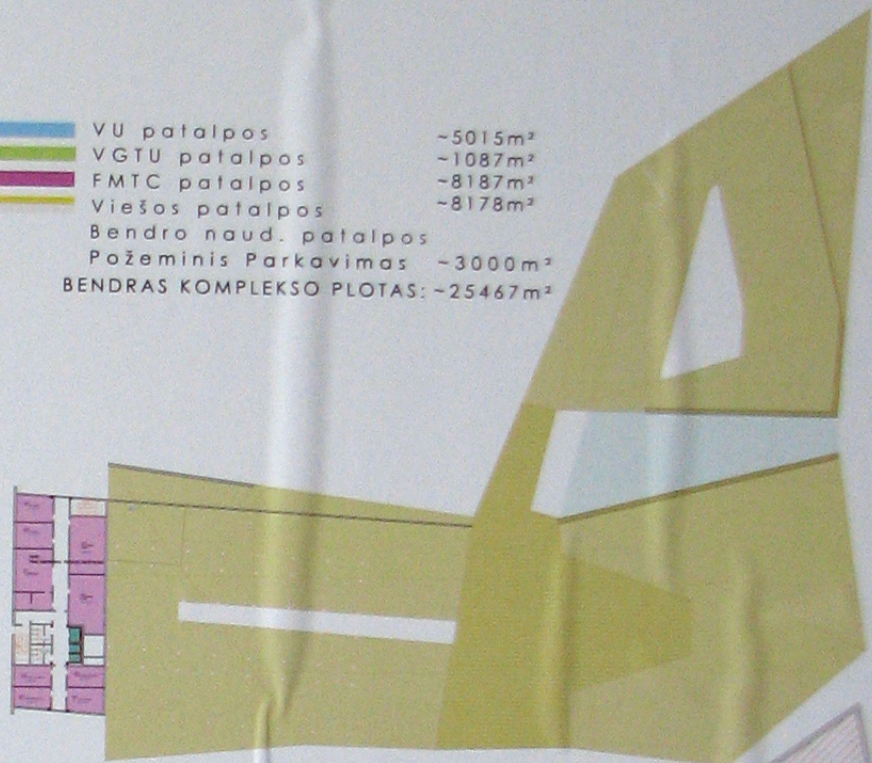 VU patalpos ~5015m²
VGTU patalpos ~1087m²
FMTC patalpos ~8187m²
Viešos patalpos ~8178m²
Bendro naud. patalpos
Požeminis Parkavimas ~3000m²
BENDRAS KOMPLEKSO PLOTAS: ~25467m²